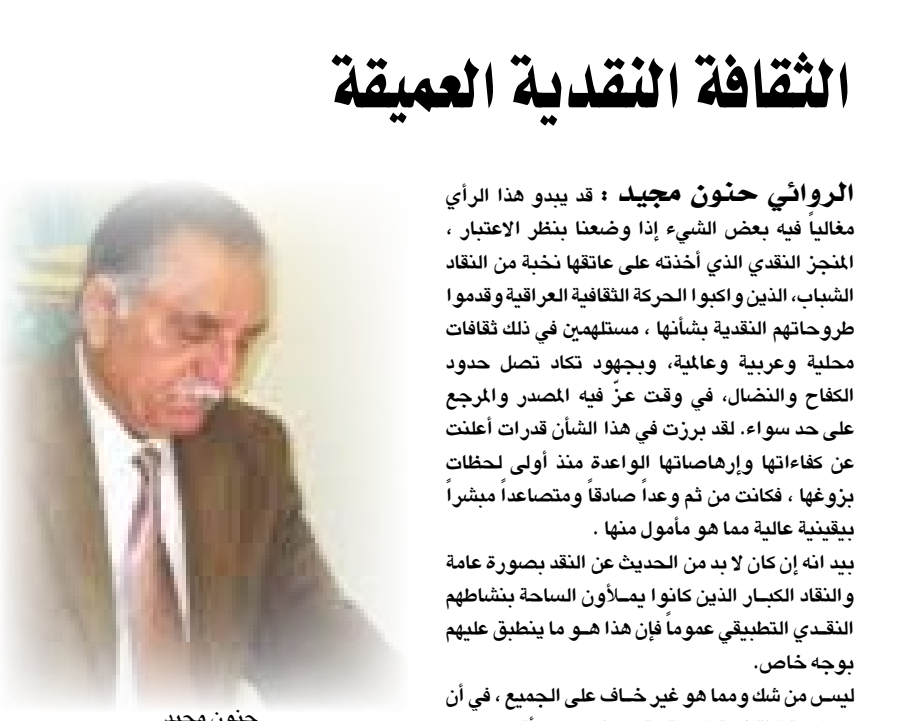 الثقافة النقدية العميقة
الروائي حنون مجيد : قد يبدو هذا الرأي
مغالياً فيه بعض الشيء إذا وضعنا بنظر الاعتبار ،
المنجز النقدي الذي أخذته على عاتقها نخبة من النقاد
الشباب، الذين واكبوا الحركة الثقافية العراقية وقدموا
طروحاتهم النقدية بشأنها ، مستلهمين في ذلك ثقافات
محلية وعربية وعالمية، وبجهود تكاد تصل حدود
الكفاح والنضال، في وقت عزّ فيه المصدر والمرجع
على حد سواء. لقد برزت في هذا الشأن قدرات أعلنت
عن كفاءاتها وإرهاصاتها الواعدة منذ أولى لحظات
بزوغها ، فكانت من ثم وعداً صادقاً ومتصاعداً مبشراً
بيقينية عالية مما هو مأمول منها .
بيد انه إن كان لا بد من الحديث عن النقد بصورة عامة
والنقاد الكبـار الذين كانوا يمـلأون الساحة بنشاطهم
النقـدي التطبيقي عموماً فإن هذا هـو ما ينطبق عليهم
بوجه خاص.
ليس من شك ومما هو غير خـاف على الجميع ، في أن
حنون مجيد